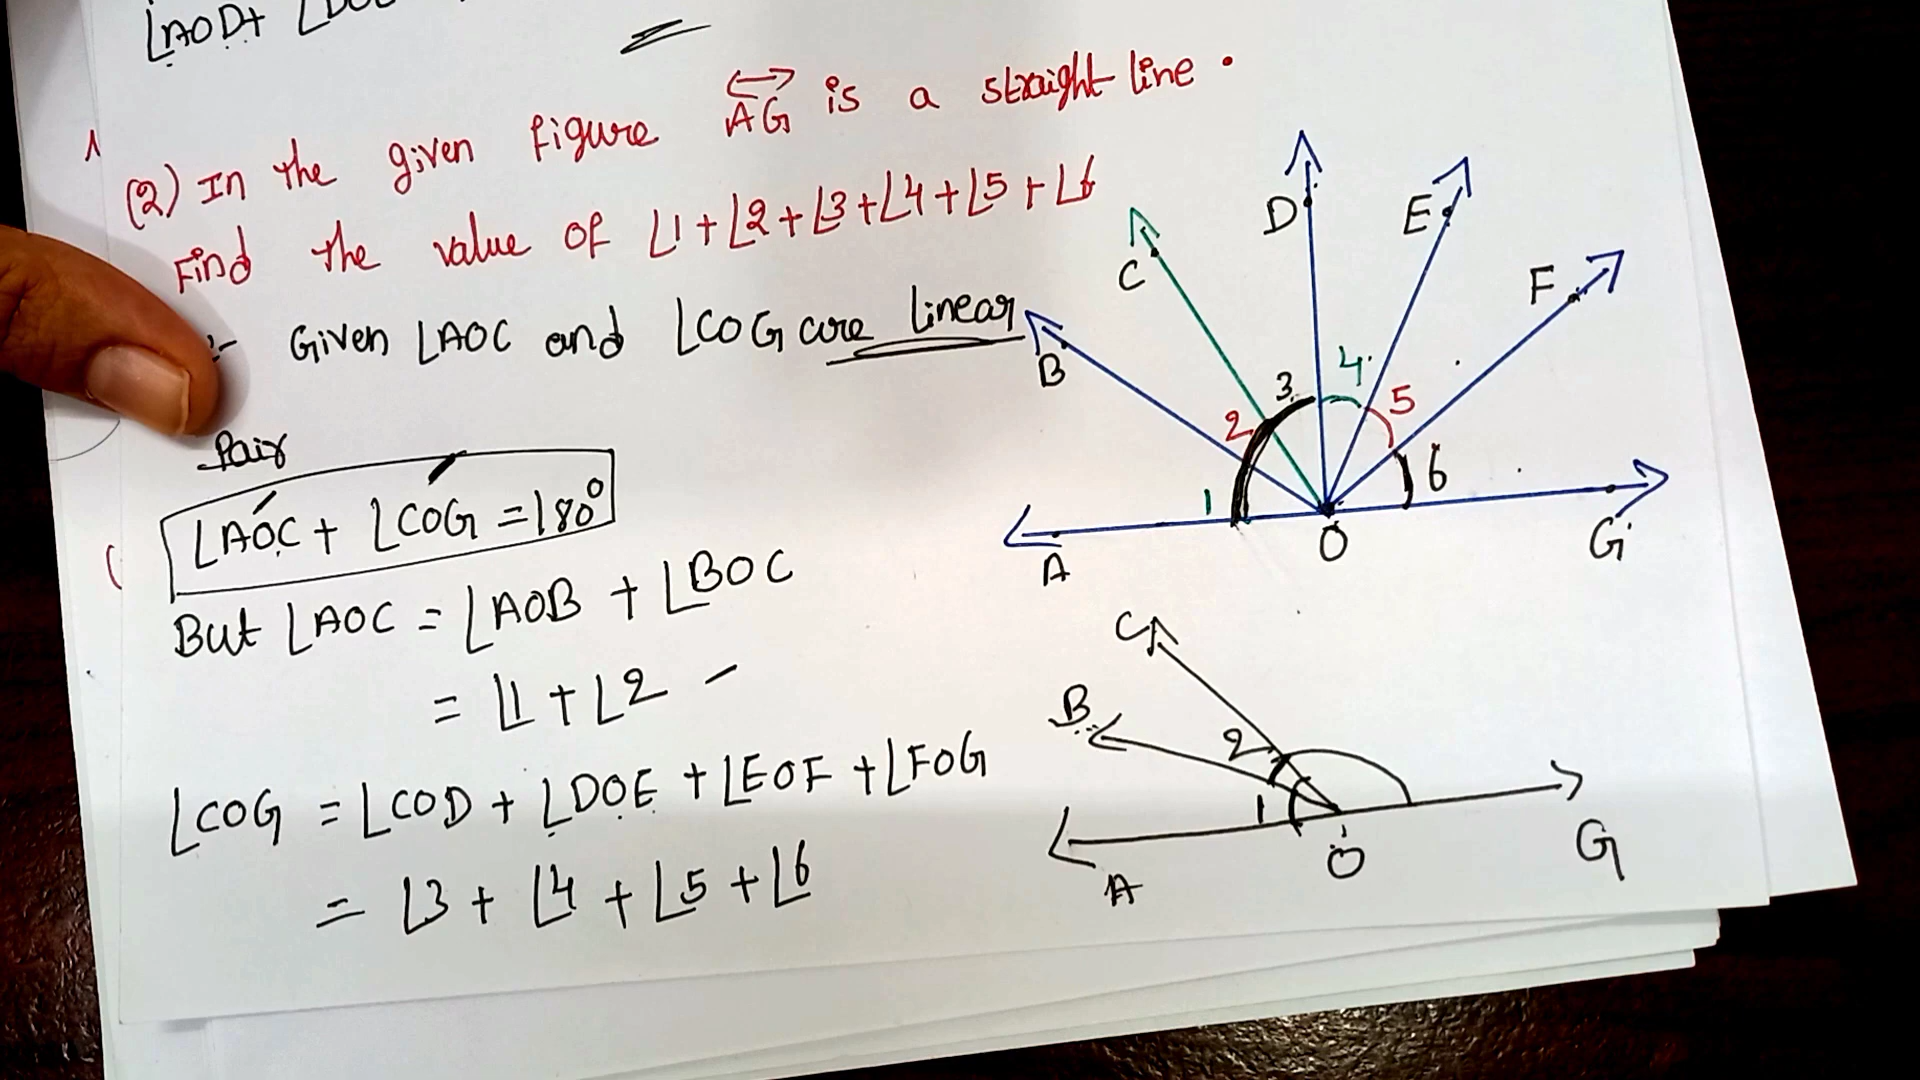 ∠AOD+
(2) In the given figure AG is a straight line.
Find the value of ∠1+∠2+∠3+∠4+∠5+∠6
:- Given ∠AOC and ∠COG are linear
Pair
∠AOC + ∠COG = 180°
But ∠AOC = ∠AOB + ∠BOC
= ∠1 + ∠2
∠COG = ∠COD + ∠DOE + ∠EOF + ∠FOG
= ∠3 + ∠4 + ∠5 + ∠6
D
E
C
F
B
3
4
2
5
1
6
A
O
G
C
B
2
1
A
O
G